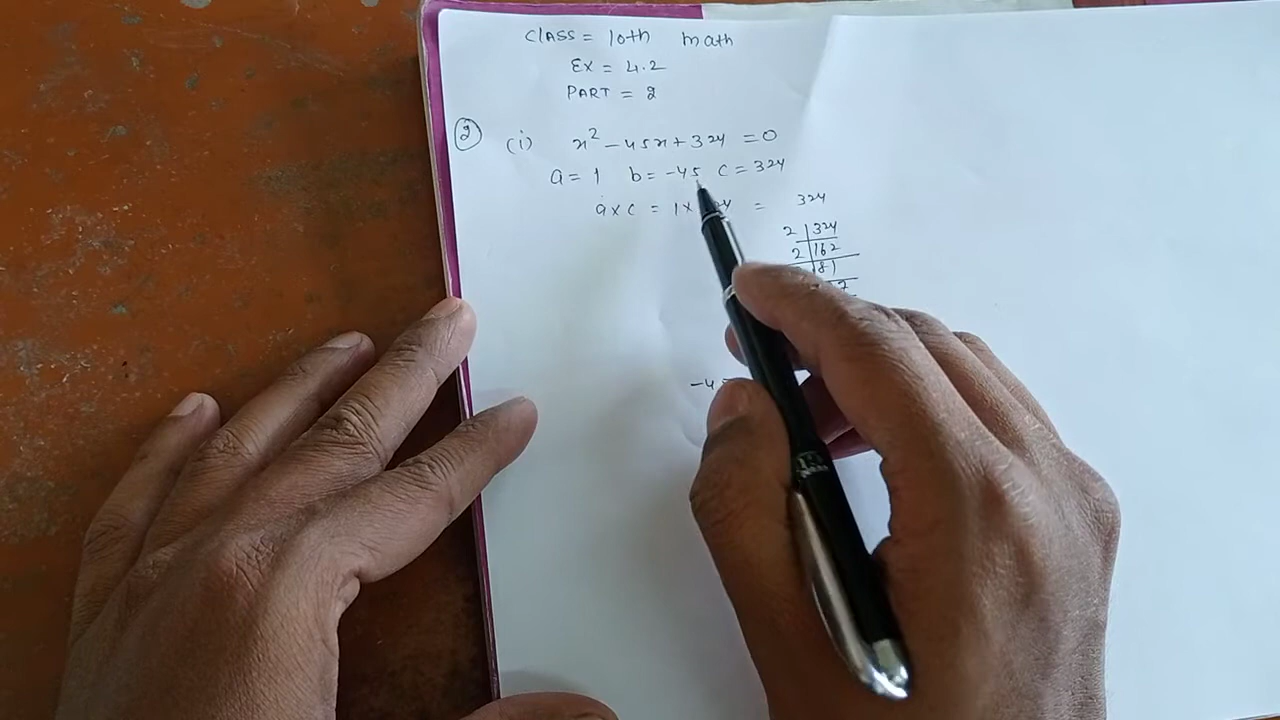 CLASS = 10th Math
EX = 4.2
PART = 2
② (i) x² - 45x + 324 = 0
a = 1 b = -45 c = 324
a × c = 1 × = 324
2 | 324
2 | 162
81